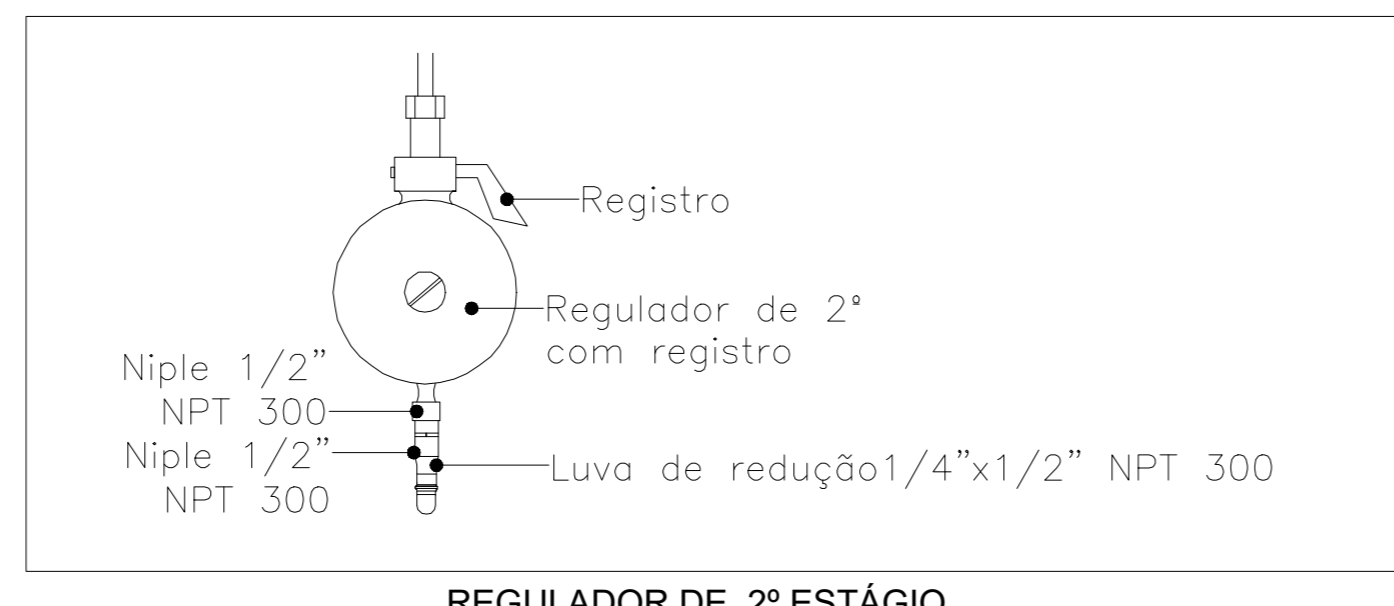 Registro
Regulador de 2º
com registro
Niple 1/2”
NPT 300
Niple 1/2”
NPT 300
Luva de redução1/4”x1/2” NPT 300
REGULADOR DE 2º ESTÁGIO